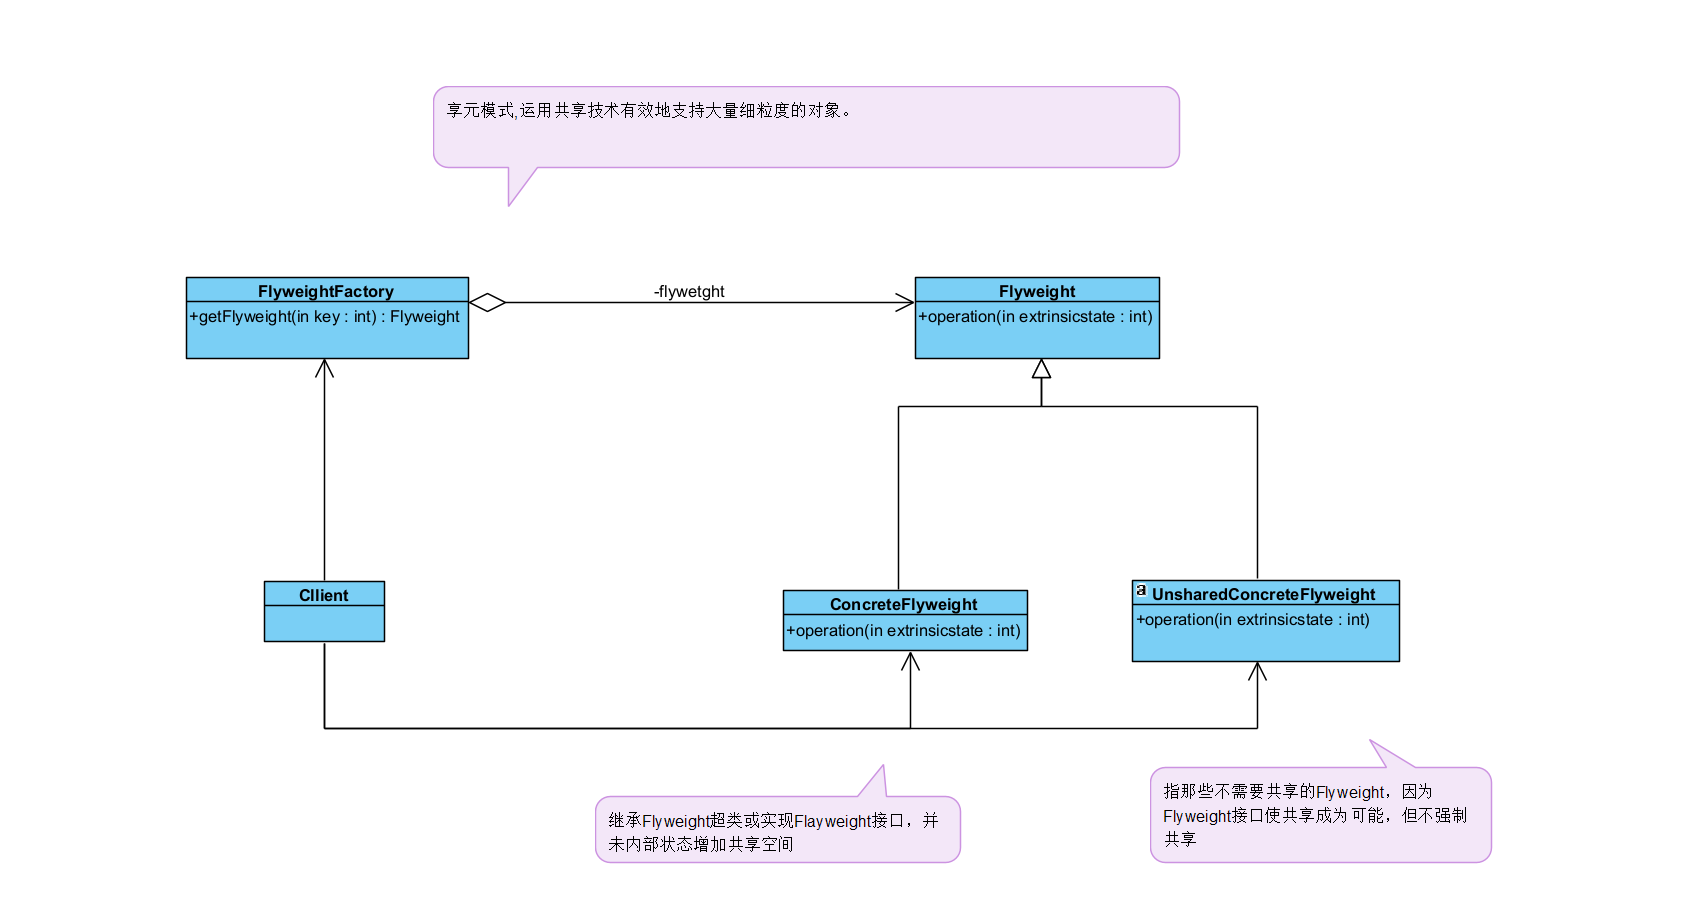 享元模式,运用共享技术有效地支持大量细粒度的对象。
FlyweightFactory
+getFlyweight(in key : int) : Flyweight
-flywetght
Flyweight
+operation(in extrinsicstate : int)
Cllient
ConcreteFlyweight
+operation(in extrinsicstate : int)
a
UnsharedConcreteFlyweight
+operation(in extrinsicstate : int)
继承Flyweight超类或实现Flayweight接口，并
未内部状态增加共享空间
指那些不需要共享的Flyweight，因为
Flyweight接口使共享成为可能，但不强制
共享